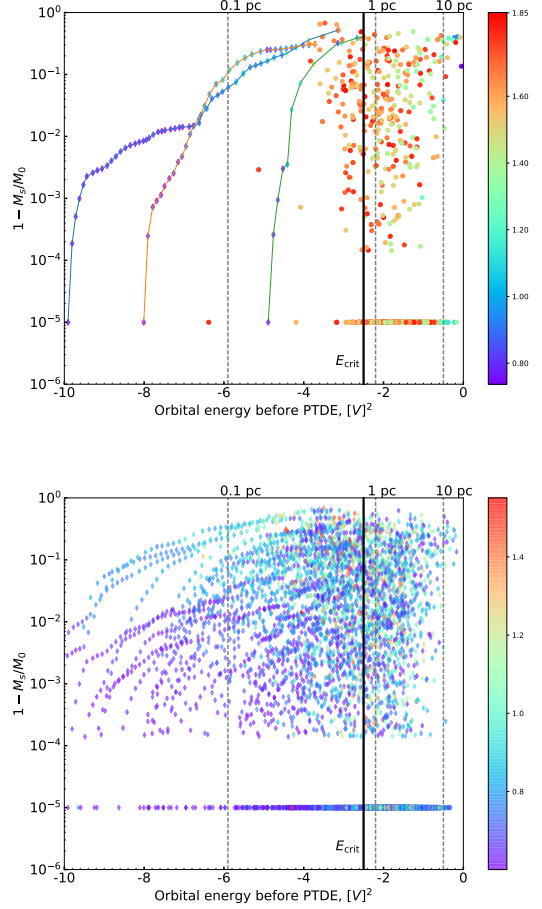 0.1 pc 1 pc 10 pc
10^0
10^-1
10^-2
10^-3
10^-4
10^-5
10^-6
1 − M_s/M_0
E_crit
-10 -8 -6 -4 -2 0
Orbital energy before PTDE, [V]^2
1.85
1.60
1.40
1.20
1.00
0.80
0.1 pc 1 pc 10 pc
10^0
10^-1
10^-2
10^-3
10^-4
10^-5
10^-6
1 − M_s/M_0
E_crit
-10 -8 -6 -4 -2 0
Orbital energy before PTDE, [V]^2
1.4
1.2
1.0
0.8